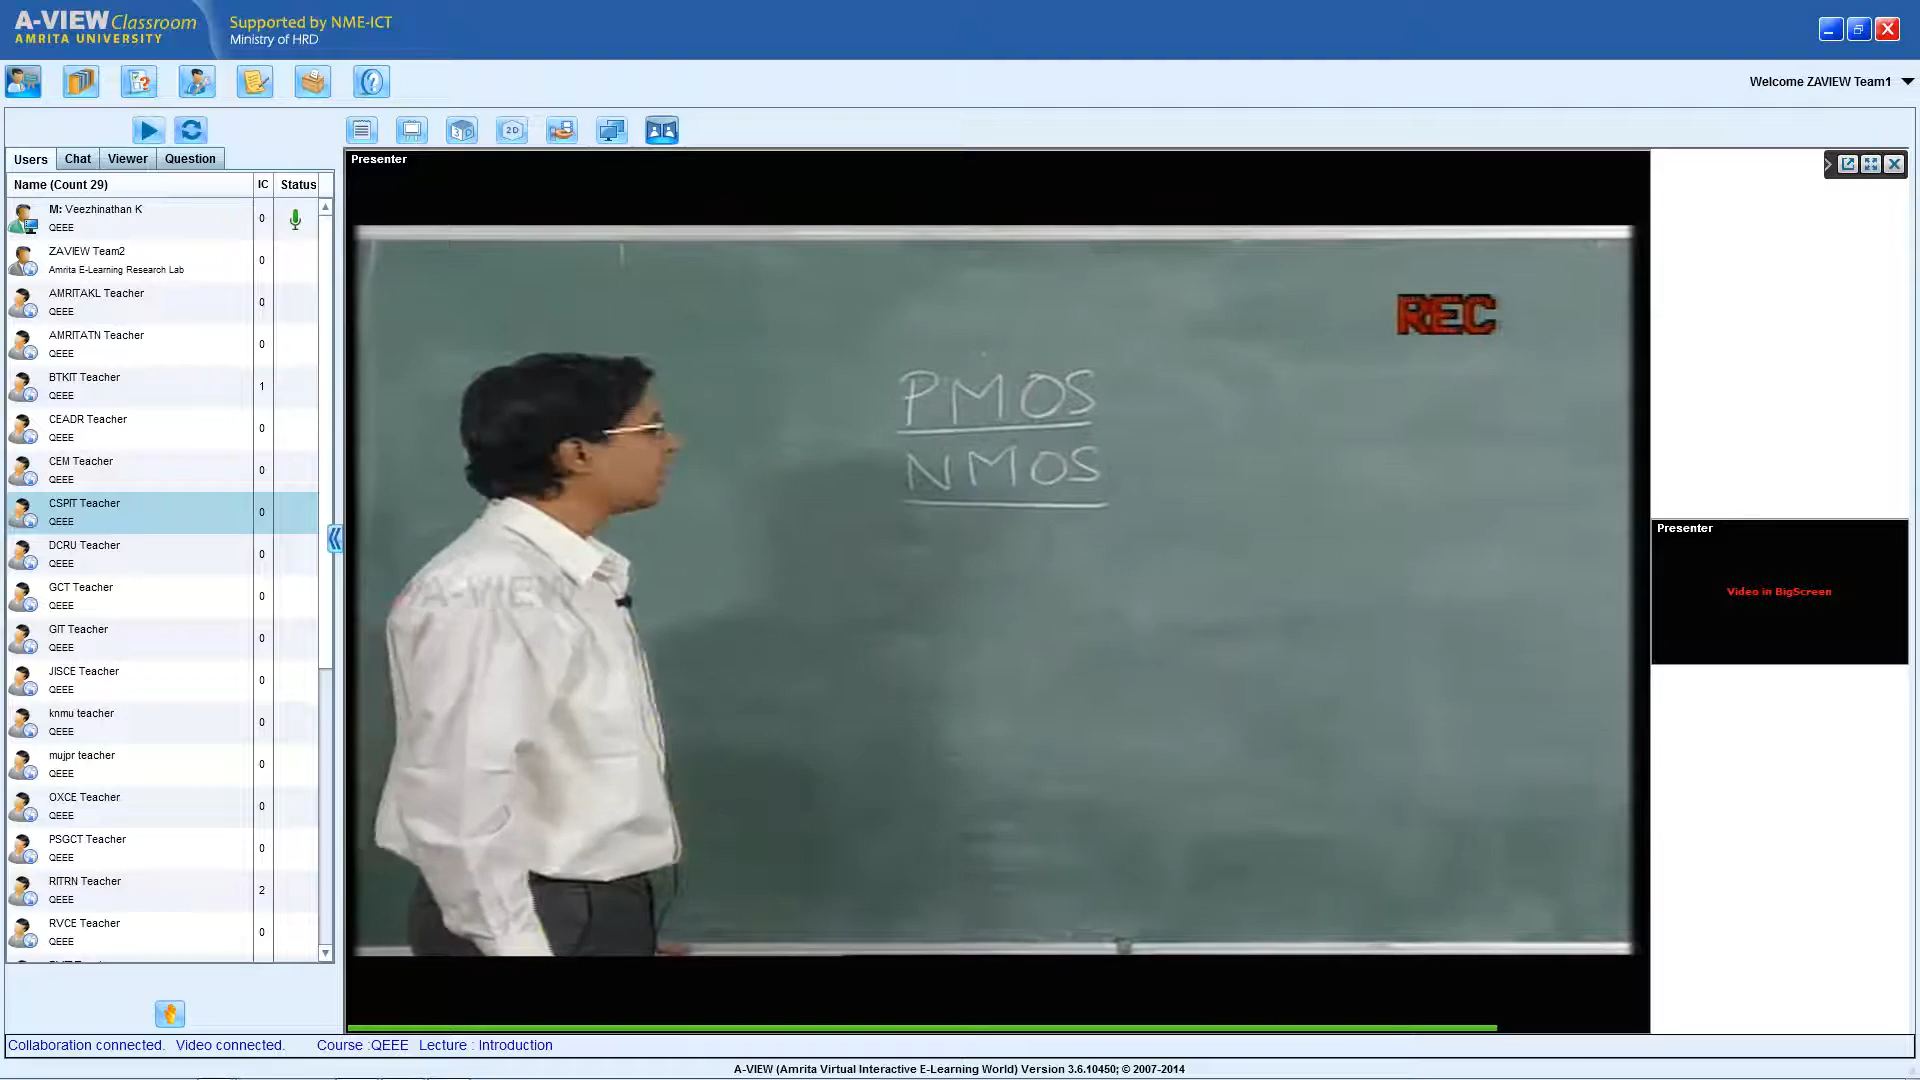 A-VIEW Classroom
AMRITA UNIVERSITY
Supported by NME-ICT
Ministry of HRD
Welcome ZAVIEW Team1
3D
2D
Users Chat Viewer Question
Name (Count 29) IC Status
M: Veezhinathan K
QEEE
0
ZAVIEW Team2
Amrita E-Learning Research Lab
0
AMRITAKL Teacher
QEEE
0
AMRITATN Teacher
QEEE
0
BTKIT Teacher
QEEE
1
CEADR Teacher
QEEE
0
CEM Teacher
QEEE
0
CSPIT Teacher
QEEE
0
DCRU Teacher
QEEE
0
GCT Teacher
QEEE
0
GIT Teacher
QEEE
0
JISCE Teacher
QEEE
0
knmu teacher
QEEE
0
mujpr teacher
QEEE
0
OXCE Teacher
QEEE
0
PSGCT Teacher
QEEE
0
RITRN Teacher
QEEE
2
RVCE Teacher
QEEE
0
Presenter
REC
PMOS
NMOS
A-VIEW
Presenter
Video in BigScreen
Collaboration connected. Video connected. Course :QEEE Lecture : Introduction
A-VIEW (Amrita Virtual Interactive E-Learning World) Version 3.6.10450; © 2007-2014